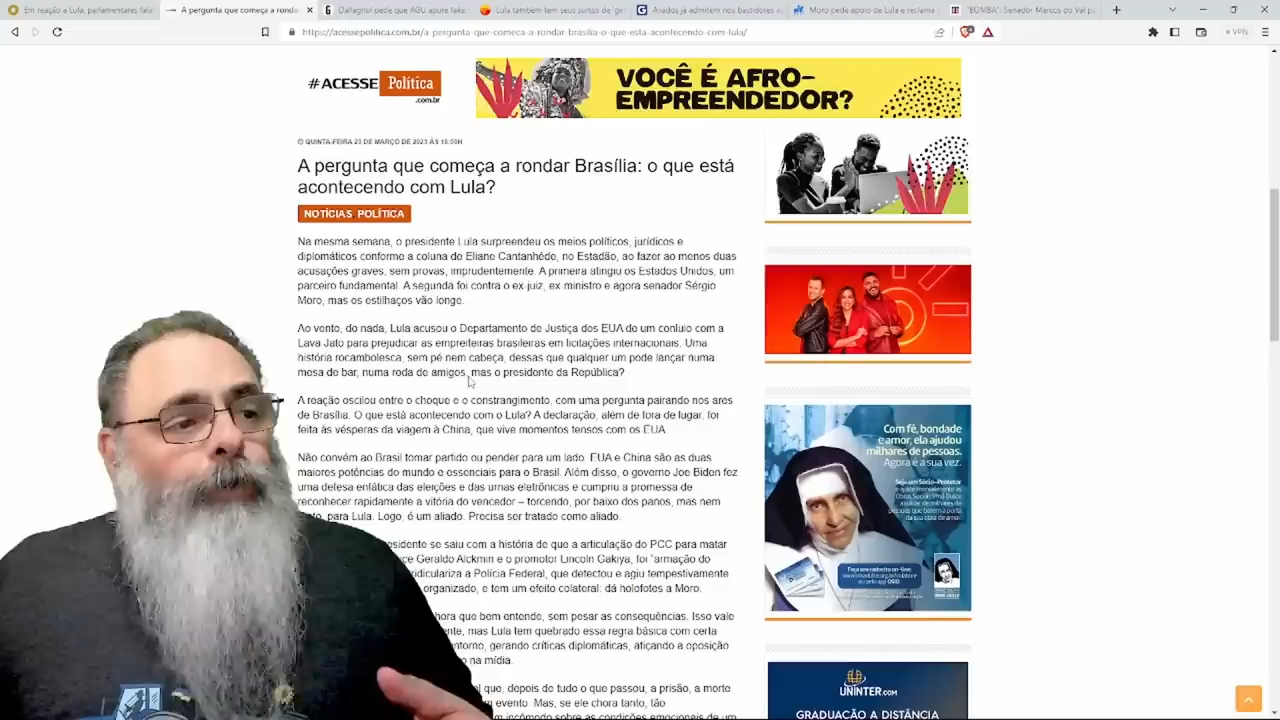 Em reação a Lula, parlamentares falam
A pergunta que começa a rondar
Dallagnol pede que AGU apure fake
Lula também tem seus surtos de 'ge
Aliados já admitem nos bastidores
Moro pede apoio de Lula e reclama
"BOMBA": Senador Marcos do Val p
https://acessepolitica.com.br/a-pergunta-que-comeca-a-rondar-brasilia-o-que-esta-acontecendo-com-lula/
VPN
#ACESSE Política
.com.br
VOCÊ É AFRO-
EMPREENDEDOR?
QUINTA-FEIRA 23 DE MARÇO DE 2023 ÀS
A pergunta que começa a rondar Brasília: o que está
acontecendo com Lula?
NOTÍCIAS, POLÍTICA
Na mesma semana, o presidente Lula surpreendeu os meios políticos, jurídicos e
diplomáticos conforme a coluna de Eliane Cantanhêde, no Estadão, ao fazer ao menos duas
acusações graves, sem provas, imprudentemente. A primeira atingiu os Estados Unidos, um
parceiro fundamental. A segunda foi contra o ex-juiz, ex-ministro e agora senador Sérgio
Moro, mas os estilhaços vão longe.
Ao vento, do nada, Lula acusou o Departamento de Justiça dos EUA de um conluio com a
Lava Jato para prejudicar as empreiteiras brasileiras em licitações internacionais. Uma
história rocambolesca, sem pé nem cabeça, dessas que qualquer um pode lançar numa
mesa de bar, numa roda de amigos, mas o presidente da República?
A reação oscilou entre o choque e o constrangimento, com uma pergunta pairando nos ares
de Brasília. O que está acontecendo com o Lula? A declaração, além de fora de lugar, foi
feita às vésperas da viagem à China, que vive momentos tensos com os EUA.
Não convém ao Brasil tomar partido ou pender para um lado. EUA e China são as duas
maiores potências do mundo e essenciais para o Brasil. Além disso, o governo Joe Biden fez
uma defesa enfática das eleições e das urnas eletrônicas e cumpriu a promessa de
reconhecer rapidamente a vitória do vencedor – torcendo, por baixo dos panos, mas nem
para Lula. Logo, é um aliado. Precisa ser tratado como aliado.
esidente se saiu com a história de que a articulação do PCC para matar
ce Geraldo Alckmin e o promotor Lincoln Gakiya, foi "armação do
idiculariza a Polícia Federal, que detectou e agiu tempestivamente
organizado, e tem um efeito colateral: dá holofotes a Moro.
hora que bem entende, sem pesar as consequências. Isso vale
ente, mas Lula tem quebrado essa regra básica com certa
entorno, gerando críticas diplomáticas, atiçando a oposição
na mídia.
que, depois de tudo o que passou, a prisão, a morte
evento. Mas, se ele chora tanto, tão
incômodo sobre as condições emocionais de um
Com fé, bondade
e amor, ela ajudou
milhares de pessoas.
Agora é a sua vez.
Seja um Sócio-Protetor
UNINTER.COM
GRADUAÇÃO A DISTÂNCIA